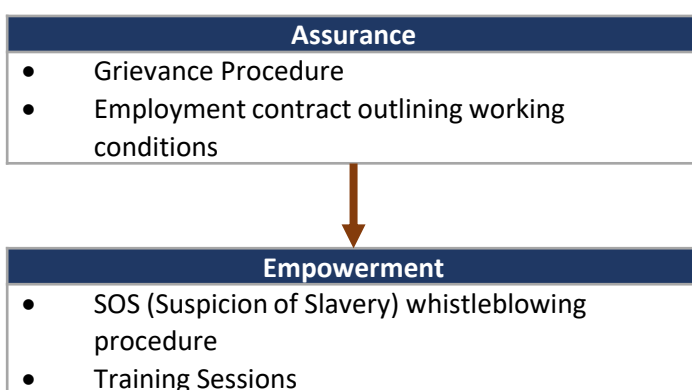 Assurance
● Grievance Procedure
● Employment contract outlining working
conditions
Empowerment
● SOS (Suspicion of Slavery) whistleblowing
procedure
● Training Sessions